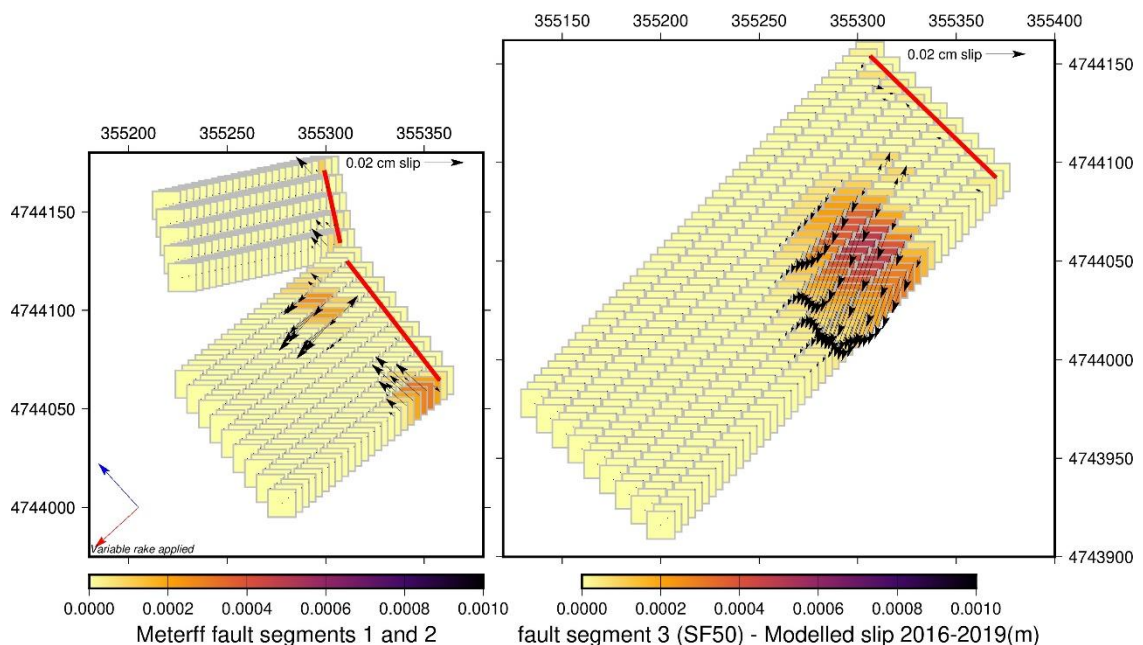 355150 355200 355250 355300 355350 355400
0.02 cm slip
4744150
4744100
4744050
4744000
4743950
4743900
355200 355250 355300 355350
0.02 cm slip
4744150
4744100
4744050
4744000
Variable rake applied
0.0000 0.0002 0.0004 0.0006 0.0008 0.0010
Meterff fault segments 1 and 2
0.0000 0.0002 0.0004 0.0006 0.0008 0.0010
fault segment 3 (SF50) - Modelled slip 2016-2019(m)